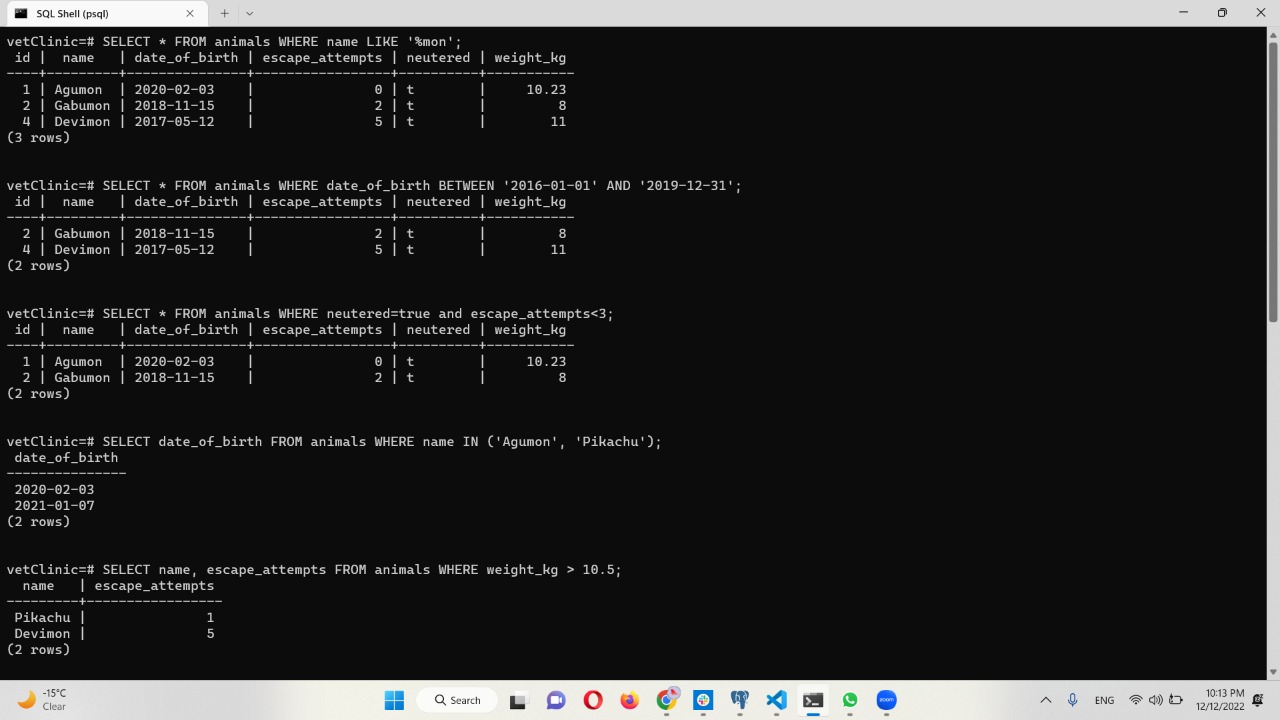 SQL Shell (psql)
vetClinic=# SELECT * FROM animals WHERE name LIKE '%mon';
 id |  name   | date_of_birth | escape_attempts | neutered | weight_kg
----+---------+---------------+-----------------+----------+-----------
  1 | Agumon  | 2020-02-03    |               0 | t        |     10.23
  2 | Gabumon | 2018-11-15    |               2 | t        |         8
  4 | Devimon | 2017-05-12    |               5 | t        |        11
(3 rows)
vetClinic=# SELECT * FROM animals WHERE date_of_birth BETWEEN '2016-01-01' AND '2019-12-31';
 id |  name   | date_of_birth | escape_attempts | neutered | weight_kg
----+---------+---------------+-----------------+----------+-----------
  2 | Gabumon | 2018-11-15    |               2 | t        |         8
  4 | Devimon | 2017-05-12    |               5 | t        |        11
(2 rows)
vetClinic=# SELECT * FROM animals WHERE neutered=true and escape_attempts<3;
 id |  name   | date_of_birth | escape_attempts | neutered | weight_kg
----+---------+---------------+-----------------+----------+-----------
  1 | Agumon  | 2020-02-03    |               0 | t        |     10.23
  2 | Gabumon | 2018-11-15    |               2 | t        |         8
(2 rows)
vetClinic=# SELECT date_of_birth FROM animals WHERE name IN ('Agumon', 'Pikachu');
 date_of_birth
---------------
 2020-02-03
 2021-01-07
(2 rows)
vetClinic=# SELECT name, escape_attempts FROM animals WHERE weight_kg > 10.5;
  name   | escape_attempts
---------+-----------------
 Pikachu |               1
 Devimon |               5
(2 rows)
-15°C
Clear
Search
zoom
ENG
10:13 PM
12/12/2022